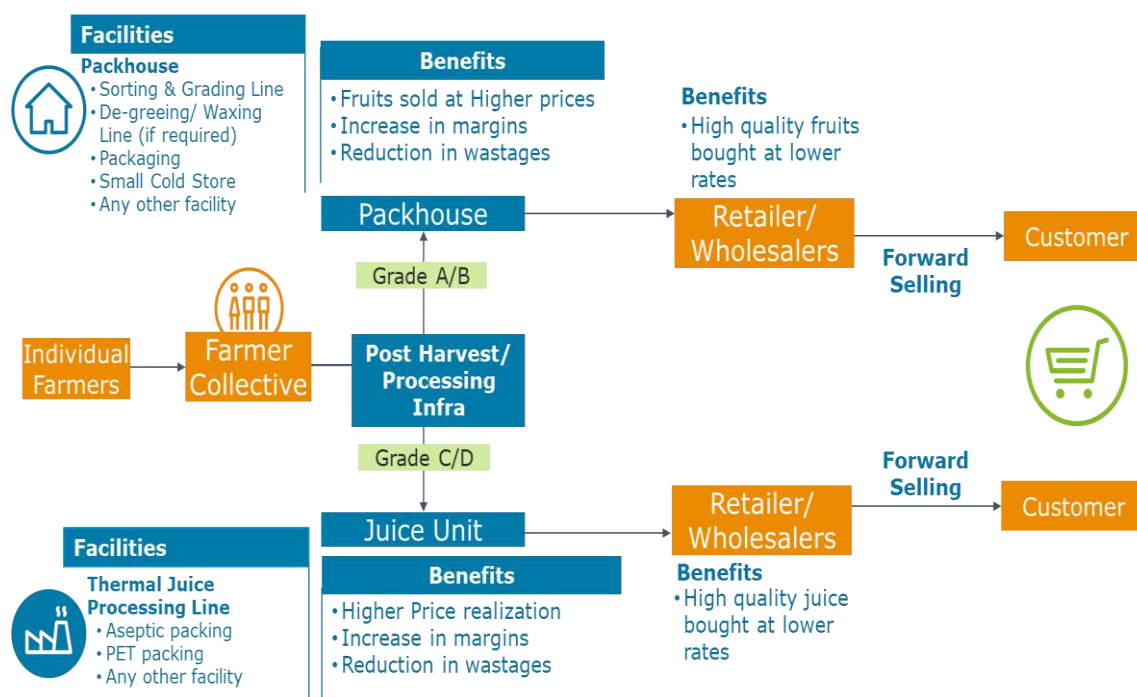 Facilities
Packhouse
• Sorting & Grading Line
• De-greeing/ Waxing
Line (if required)
• Packaging
• Small Cold Store
• Any other facility
Benefits
• Fruits sold at Higher prices
• Increase in margins
• Reduction in wastages
Benefits
• High quality fruits
bought at lower
rates
Packhouse
Retailer/
Wholesalers
Forward
Selling
Customer
Grade A/B
Individual
Farmers
Farmer
Collective
Post Harvest/
Processing
Infra
Grade C/D
Juice Unit
Retailer/
Wholesalers
Forward
Selling
Customer
Facilities
Thermal Juice
Processing Line
• Aseptic packing
• PET packing
• Any other facility
Benefits
• Higher Price realization
• Increase in margins
• Reduction in wastages
Benefits
• High quality juice
bought at lower
rates